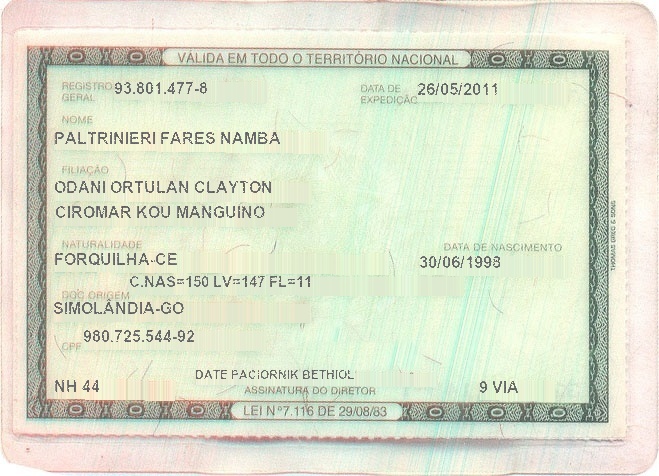 VÁLIDA EM TODO O TERRITÓRIO NACIONAL
REGISTRO GERAL 93.801.477-8 DATA DE EXPEDIÇÃO 26/05/2011
NOME
PALTRINIERI FARES NAMBA
FILIAÇÃO
ODANI ORTULAN CLAYTON
CIROMAR KOU MANGUINO
NATURALIDADE DATA DE NASCIMENTO
FORQUILHA-CE 30/06/1998
C.NAS=150 LV=147 FL=11
DOC ORIGEM
SIMOLÂNDIA-GO
980.725.544-92
CPF
DATE PACIORNIK BETHIOL
NH 44 ASSINATURA DO DIRETOR 9 VIA
LEI Nº7.116 DE 29/08/83
THOMAS GREG & SONS